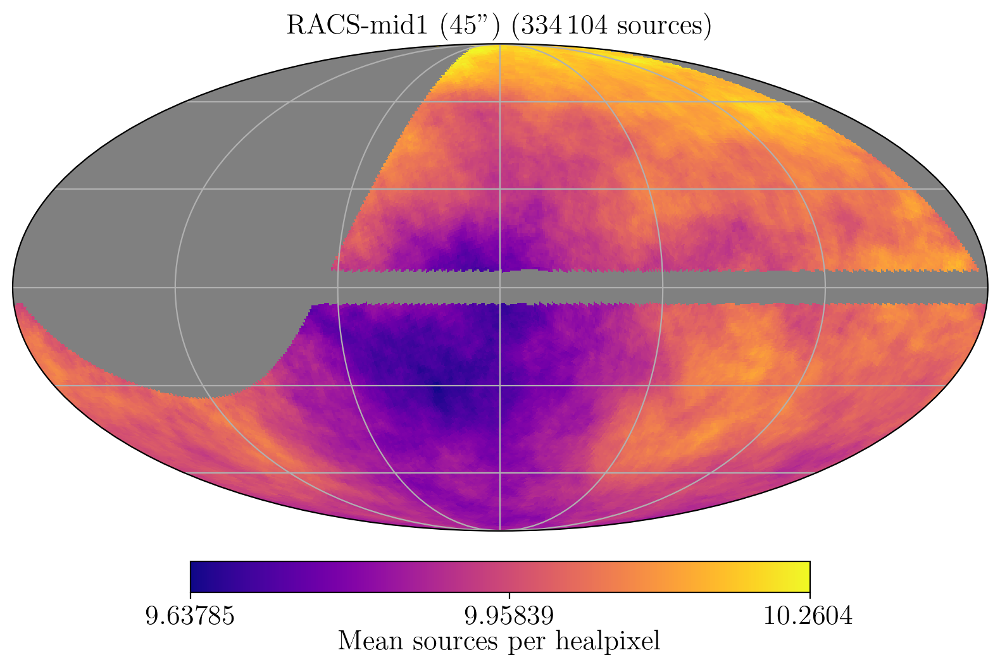 RACS-mid1 (45”) (334 104 sources)
9.63785 9.95839 10.2604
Mean sources per healpixel